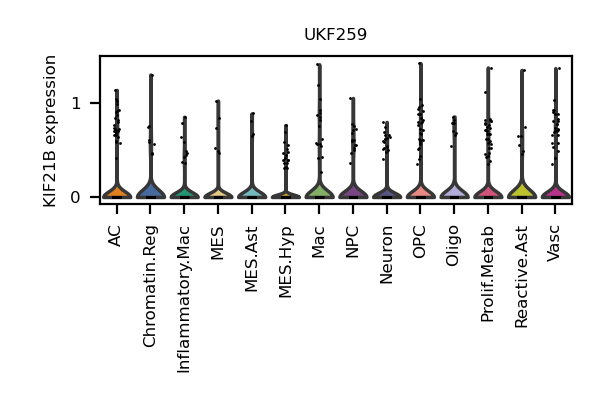 UKF259
KIF21B expression
1
0
AC
Chromatin.Reg
Inflammatory.Mac
MES
MES.Ast
MES.Hyp
Mac
NPC
Neuron
OPC
Oligo
Prolif.Metab
Reactive.Ast
Vasc